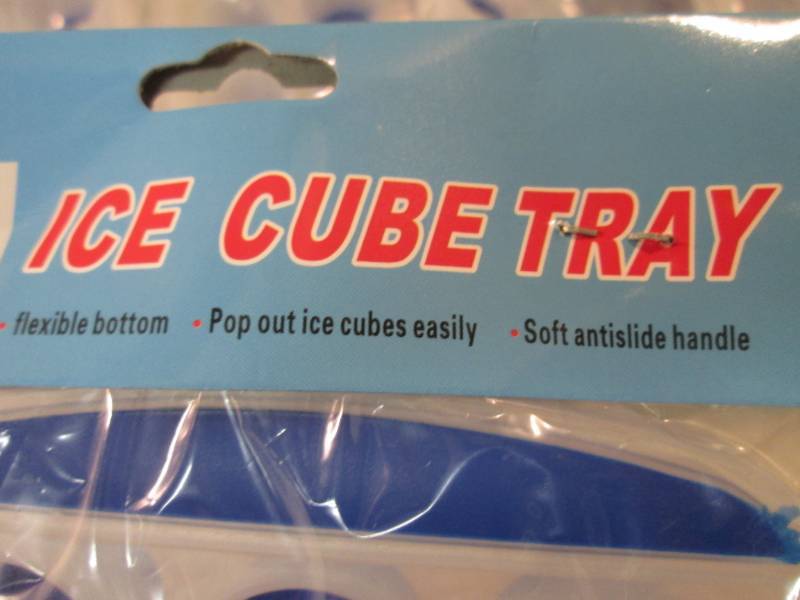 ICE CUBE TRAY
• flexible bottom • Pop out ice cubes easily • Soft antislide handle